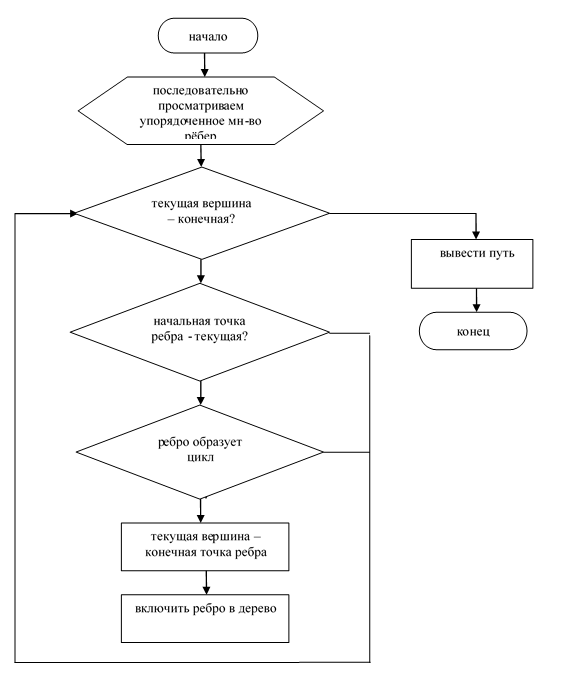 начало
последовательно
просматриваем
упорядоченное мн-во
рёбер
текущая вершина
– конечная?
вывести путь
начальная точка
ребра - текущая?
конец
ребро образует
цикл
текущая вершина –
конечная точка ребра
включить ребро в дерево